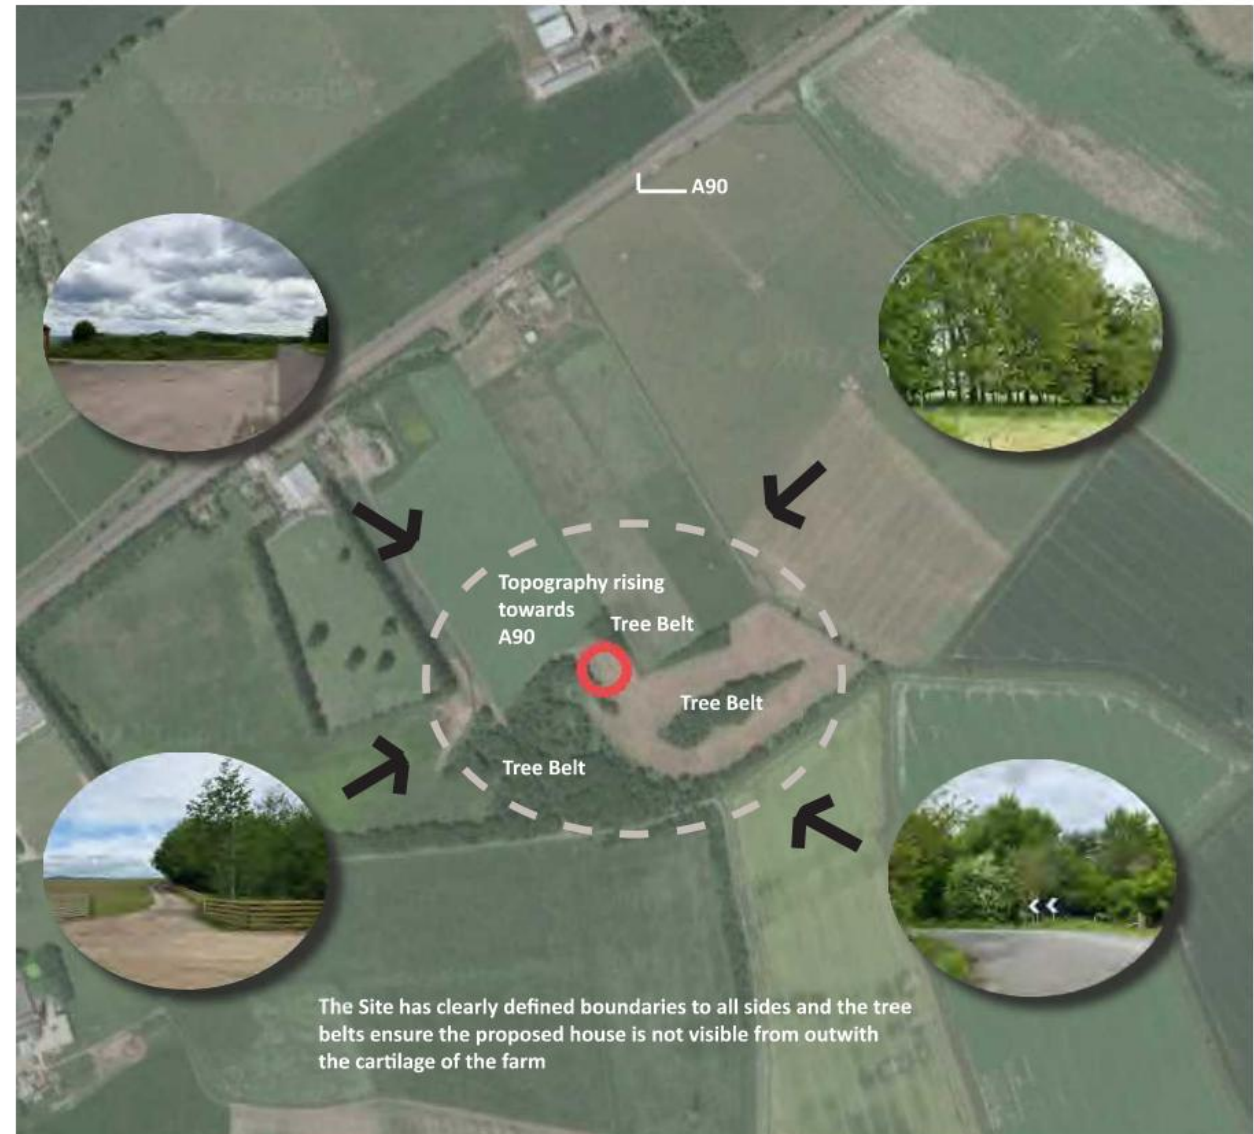 A90
Topography rising
towards
A90
Tree Belt
Tree Belt
Tree Belt
The Site has clearly defined boundaries to all sides and the tree
belts ensure the proposed house is not visible from outwith
the cartilage of the farm